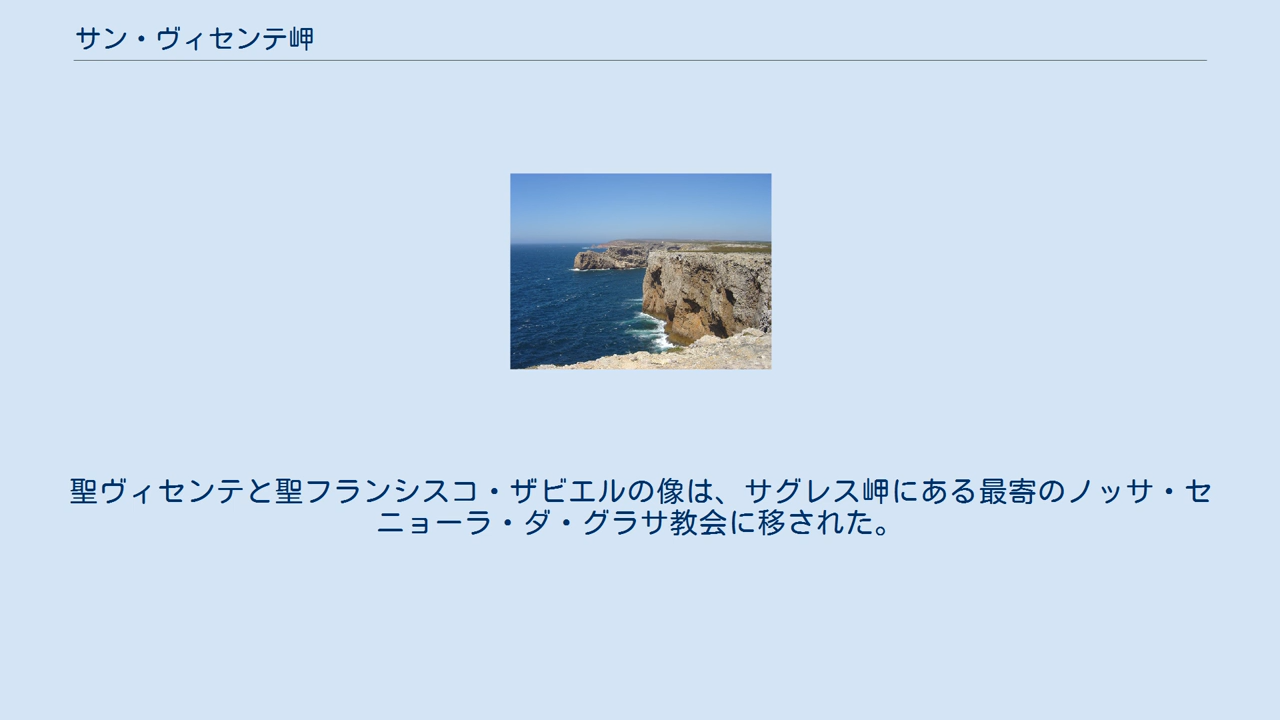 サン・ヴィセンテ岬
聖ヴィセンテと聖フランシスコ・ザビエルの像は、サグレス岬にある最寄のノッサ・セ
ニョーラ・ダ・グラサ教会に移された。